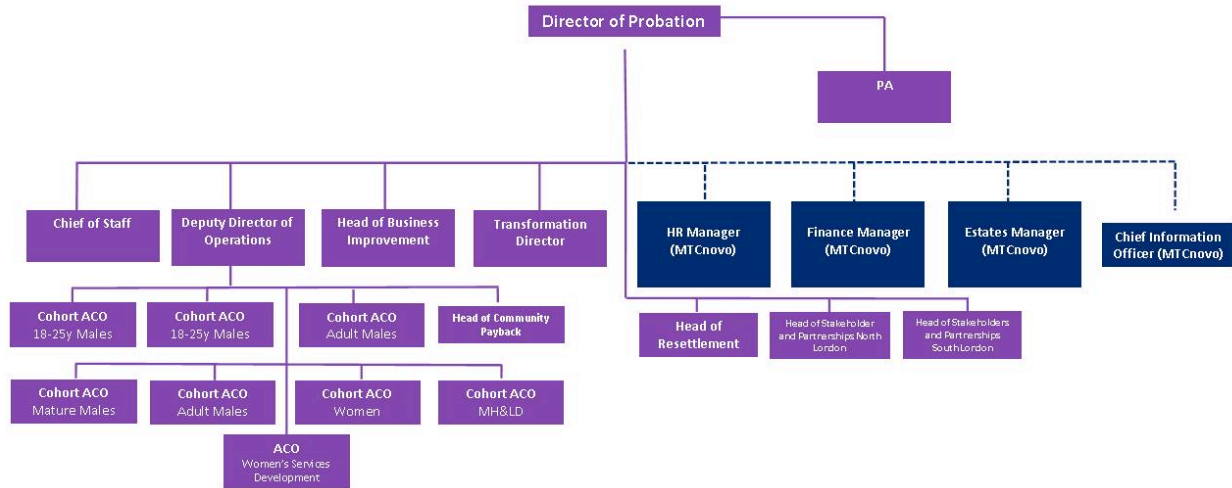 Director of Probation
PA
Chief of Staff
Deputy Director of
Operations
Head of Business
Improvement
Transformation
Director
HR Manager
(MTCnovo)
Finance Manager
(MTCnovo)
Estates Manager
(MTCnovo)
Chief Information
Officer (MTCnovo)
Cohort ACO
18-25y Males
Cohort ACO
18-25y Males
Cohort ACO
Adult Males
Head of Community
Payback
Head of
Resettlement
Head of Stakeholder
and Partnerships North
London
Head of Stakeholders
and Partnerships
South London
Cohort ACO
Mature Males
Cohort ACO
Adult Males
Cohort ACO
Women
Cohort ACO
MH&LD
ACO
Women's Services
Development